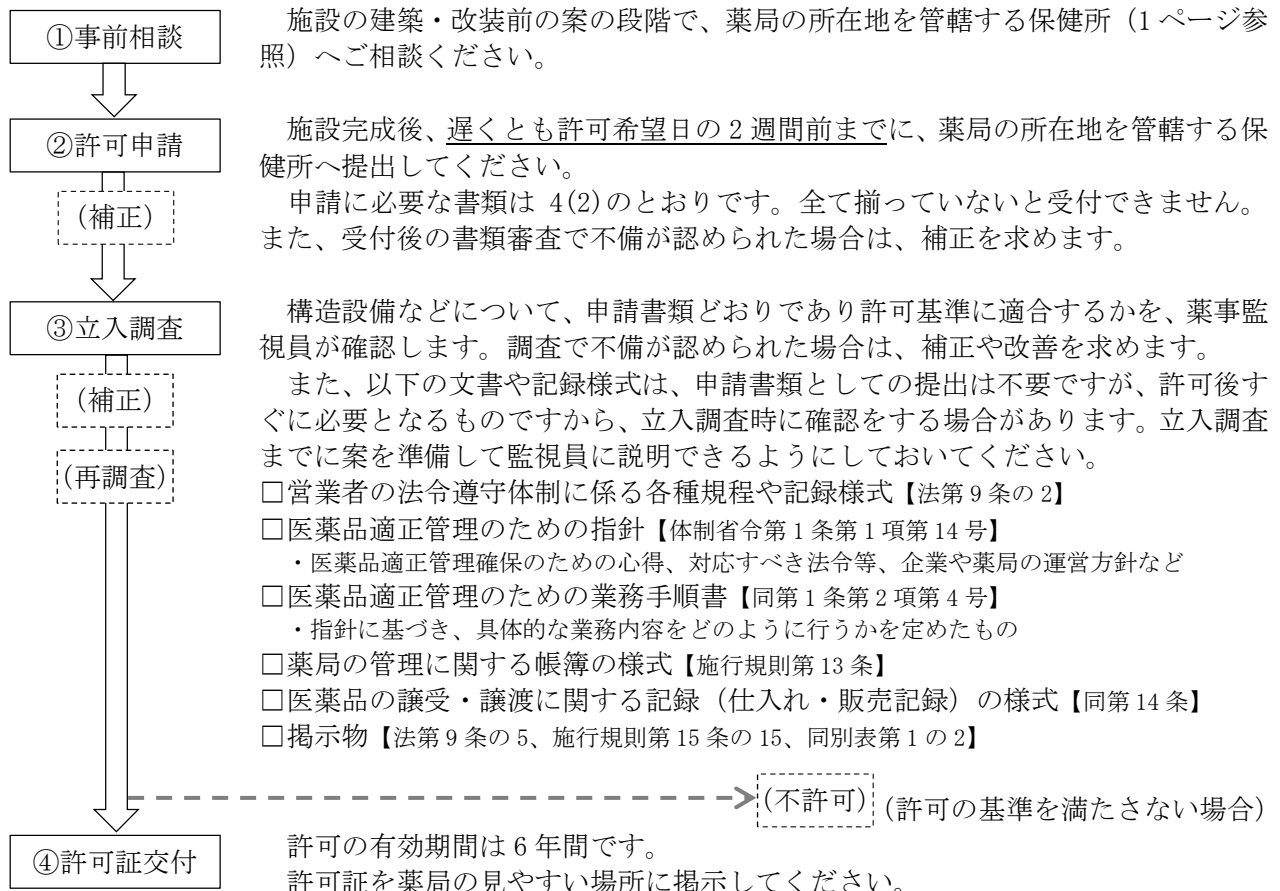 ①事前相談
　施設の建築・改装前の案の段階で、薬局の所在地を管轄する保健所（1 ページ参
照）へご相談ください。
②許可申請
（補正）
　施設完成後、遅くとも許可希望日の 2 週間前までに、薬局の所在地を管轄する保
健所へ提出してください。
　申請に必要な書類は 4(2)のとおりです。全て揃っていないと受付できません。
また、受付後の書類審査で不備が認められた場合は、補正を求めます。
③立入調査
（補正）
（再調査）
　構造設備などについて、申請書類どおりであり許可基準に適合するかを、薬事監
視員が確認します。調査で不備が認められた場合は、補正や改善を求めます。
　また、以下の文書や記録様式は、申請書類としての提出は不要ですが、許可後す
ぐに必要となるものですから、立入調査時に確認をする場合があります。立入調査
までに案を準備して監視員に説明できるようにしておいてください。
□営業者の法令遵守体制に係る各種規程や記録様式【法第 9 条の 2】
□医薬品適正管理のための指針【体制省令第 1 条第 1 項第 14 号】
・医薬品適正管理確保のための心得、対応すべき法令等、企業や薬局の運営方針など
□医薬品適正管理のための業務手順書【同第 1 条第 2 項第 4 号】
・指針に基づき、具体的な業務内容をどのように行うかを定めたもの
□薬局の管理に関する帳簿の様式【施行規則第 13 条】
□医薬品の譲受・譲渡に関する記録（仕入れ・販売記録）の様式【同第 14 条】
□掲示物【法第 9 条の 5、施行規則第 15 条の 15、同別表第 1 の 2】
（不許可）（許可の基準を満たさない場合）
④許可証交付
　許可の有効期間は 6 年間です。
　許可証を薬局の見やすい場所に掲示してください。